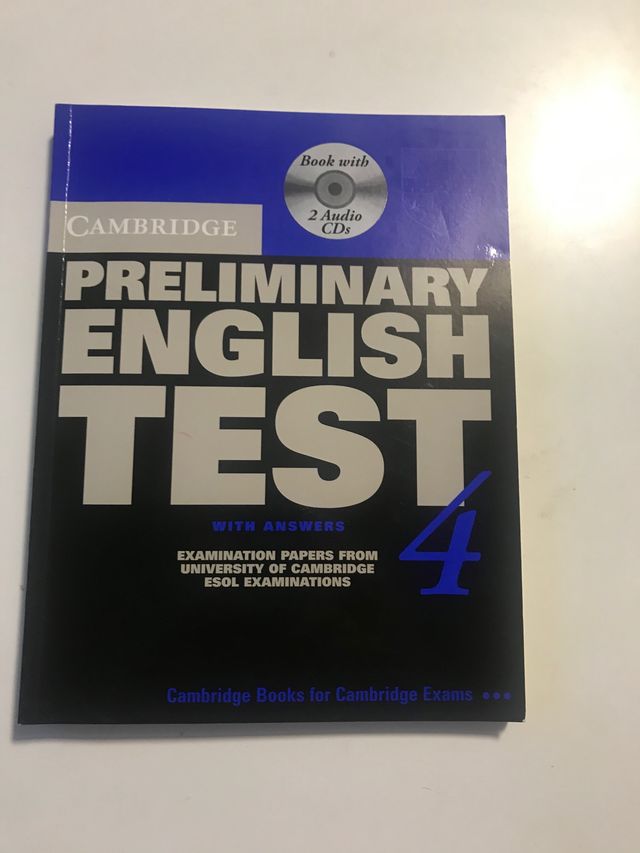 Book with
2 Audio
CDs
CAMBRIDGE
PRELIMINARY
ENGLISH
TEST
4
WITH ANSWERS
EXAMINATION PAPERS FROM
UNIVERSITY OF CAMBRIDGE
ESOL EXAMINATIONS
Cambridge Books for Cambridge Exams •••